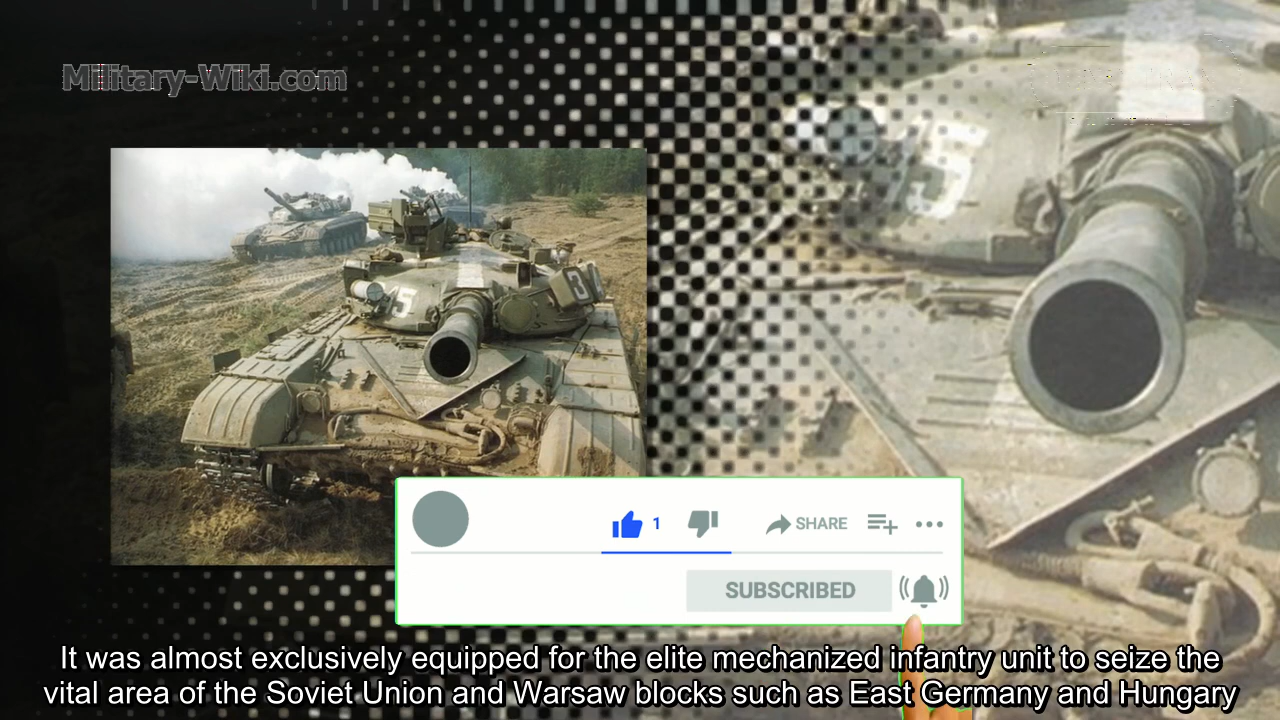 Military-Wiki.com
5
5
3
1
SHARE
SUBSCRIBED
It was almost exclusively equipped for the elite mechanized infantry unit to seize the
vital area of the Soviet Union and Warsaw blocks such as East Germany and Hungary